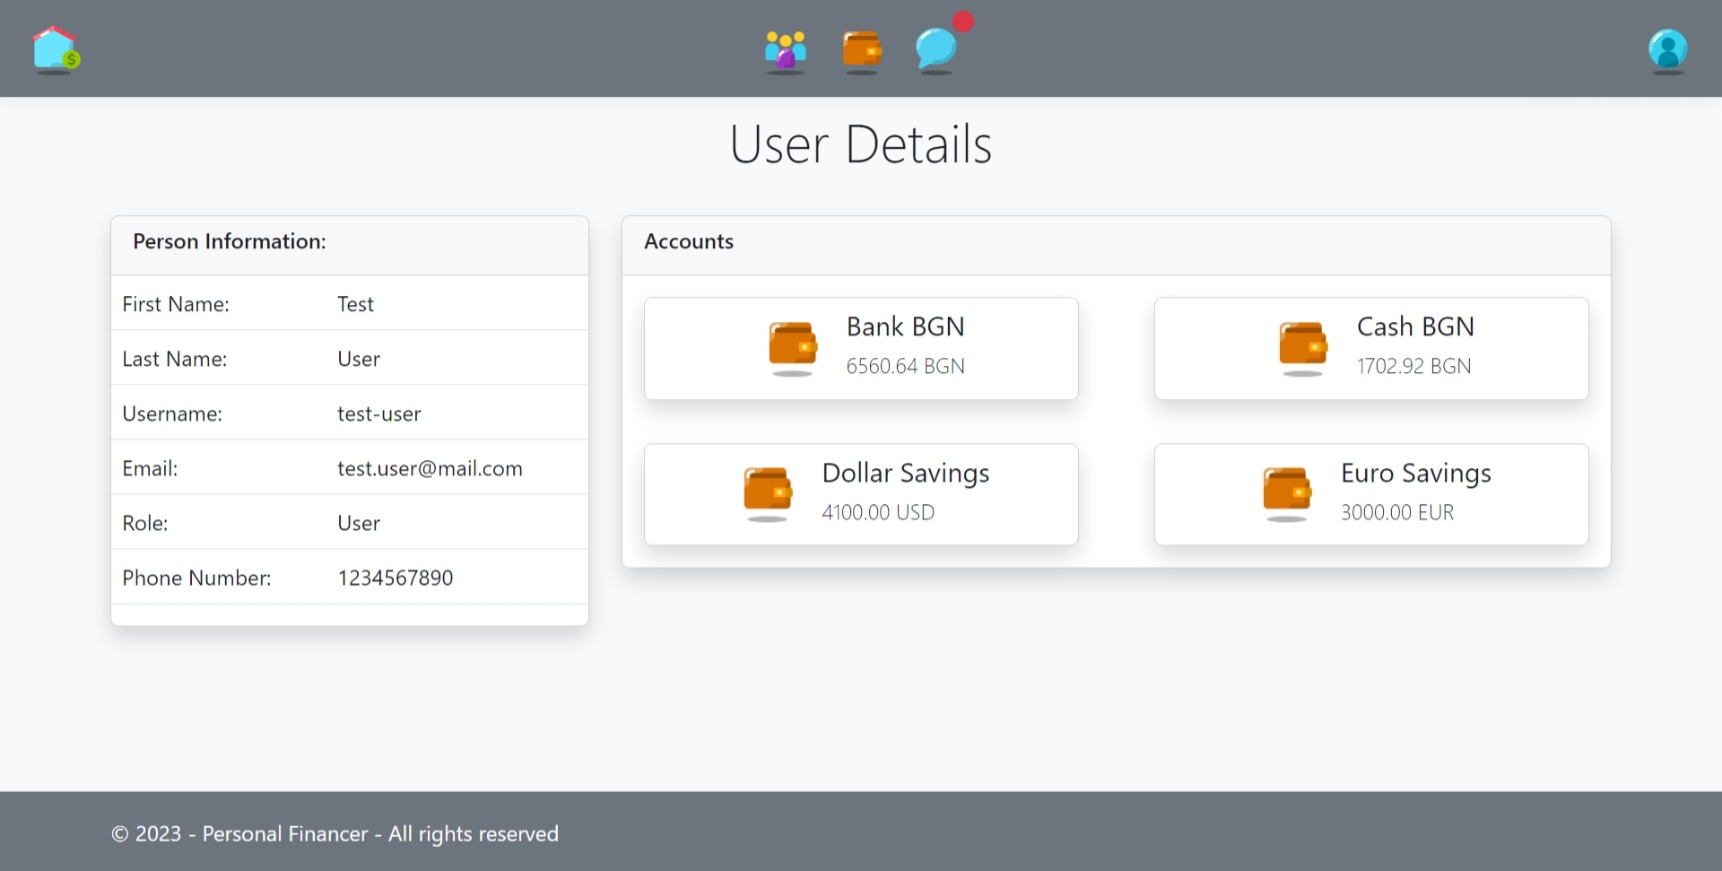 User Details
Person Information:
First Name: Test
Last Name: User
Username: test-user
Email: test.user@mail.com
Role: User
Phone Number: 1234567890
Accounts
Bank BGN
6560.64 BGN
Cash BGN
1702.92 BGN
Dollar Savings
4100.00 USD
Euro Savings
3000.00 EUR
© 2023 - Personal Financer - All rights reserved